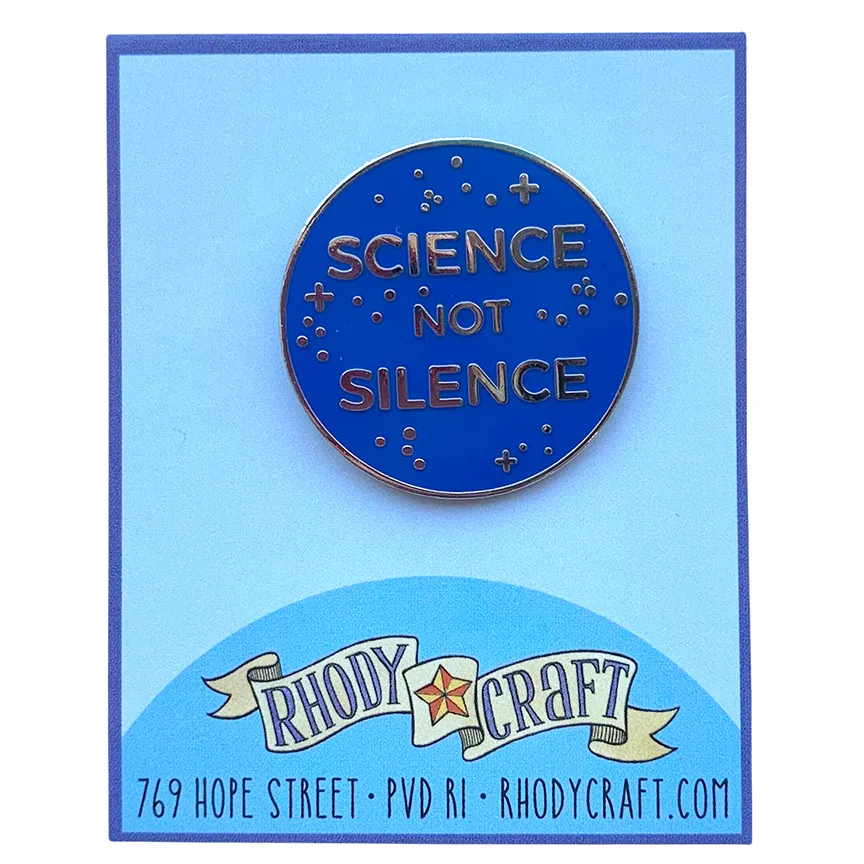 SCIENCE
NOT
SILENCE
RHODY CRAFT
769 HOPE STREET · PVD RI · RHODYCRAFT.COM